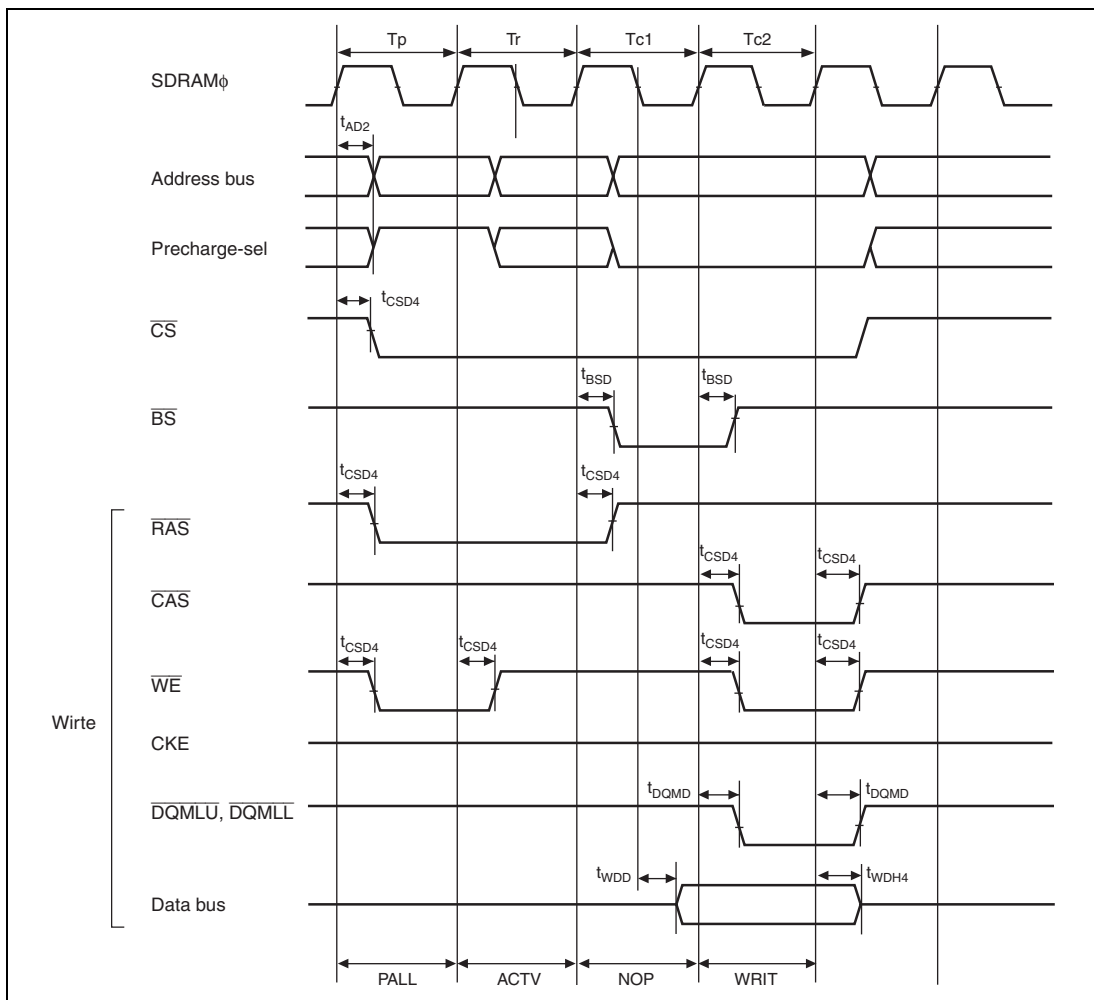 Tp Tr Tc1 Tc2
SDRAMφ
tAD2
Address bus
Precharge-sel
tCSD4
CS
tBSD tBSD
BS
tCSD4 tCSD4
RAS
tCSD4 tCSD4
CAS
tCSD4 tCSD4 tCSD4 tCSD4
WE
Wirte
CKE
tDQMD tDQMD
DQMLU, DQMLL
tWDD tWDH4
Data bus
PALL ACTV NOP WRIT